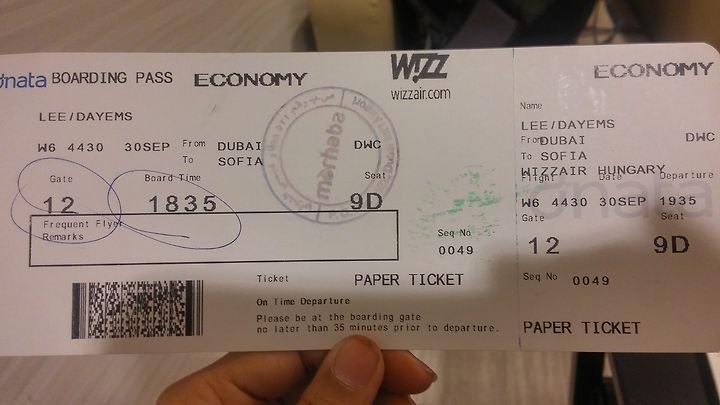 dnata BOARDING PASS ECONOMY
WIZZ
wizzair.com
LEE/DAYEMS
W6 4430 30SEP From DUBAI DWC
To SOFIA
Gate Board Time Seat
12 1835 9D
Frequent Flyer
Remarks
Seq No
0049
Ticket PAPER TICKET
On Time Departure
Please be at the boarding gate
no later than 35 minutes prior to departure.
marhaba
ECONOMY
Name
LEE/DAYEMS
From DUBAI DWC
To SOFIA
WIZZAIR HUNGARY
Flight Date Departure
W6 4430 30SEP 1935
Gate Seat
12 9D
Seq No 0049
PAPER TICKET
dnata